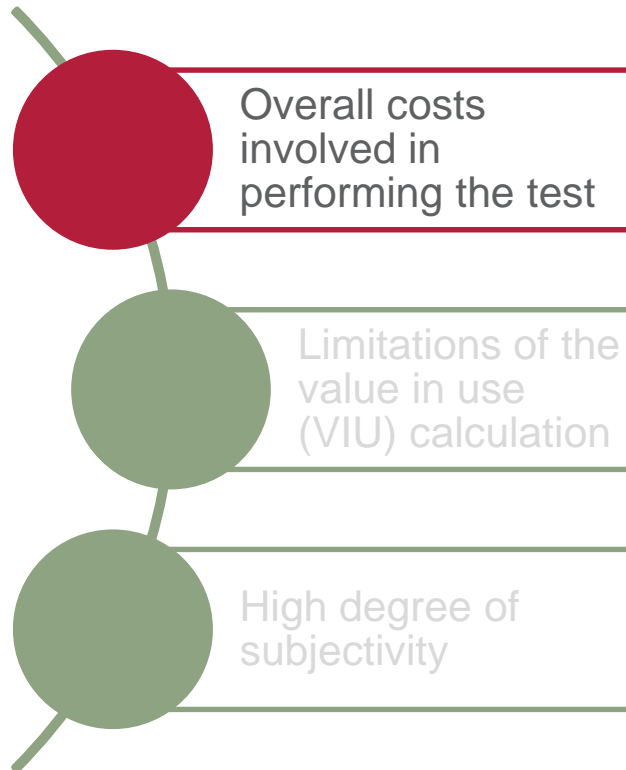 Overall costs
involved in
performing the test
Limitations of the
value in use
(VIU) calculation
High degree of
subjectivity